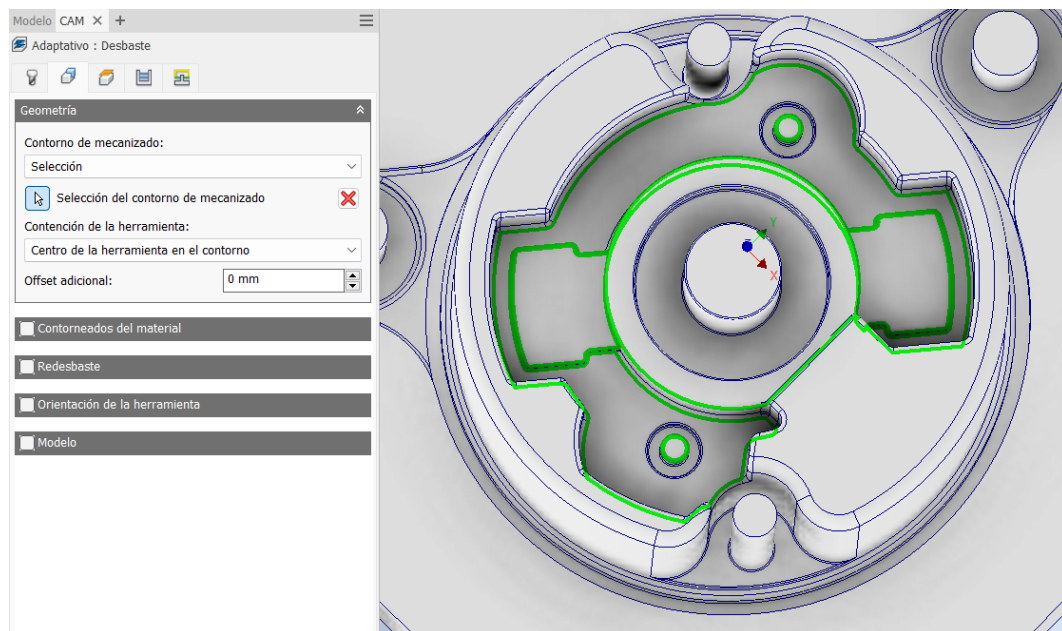 Modelo CAM × +
Adaptativo : Desbaste
Geometría
Contorno de mecanizado:
Selección
Selección del contorno de mecanizado
Contención de la herramienta:
Centro de la herramienta en el contorno
Offset adicional: 0 mm
Contorneados del material
Redesbaste
Orientación de la herramienta
Modelo
Y
X